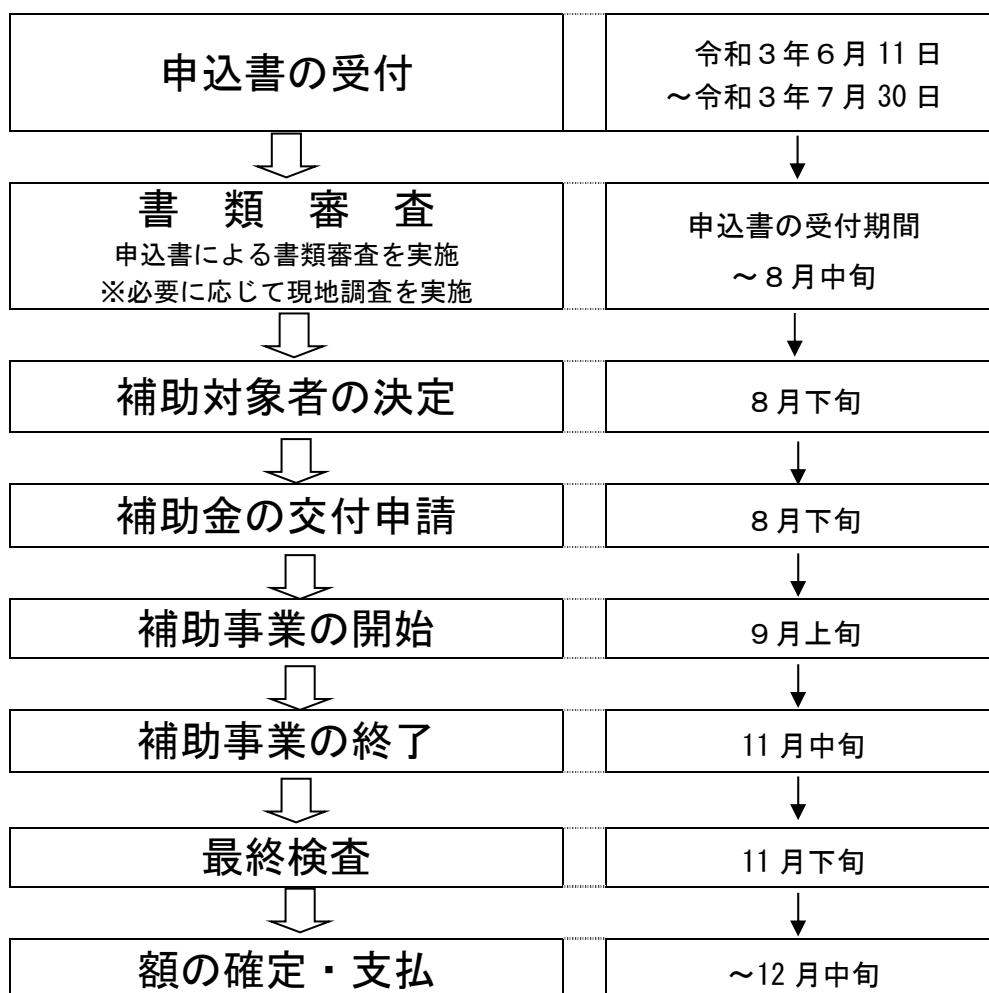 申込書の受付
令和3年6月 11 日
～令和3年7月 30 日
書 類 審 査
申込書による書類審査を実施
※必要に応じて現地調査を実施
申込書の受付期間
～8月中旬
補助対象者の決定
8月下旬
補助金の交付申請
8月下旬
補助事業の開始
9月上旬
補助事業の終了
11 月中旬
最終検査
11 月下旬
額の確定・支払
～12 月中旬